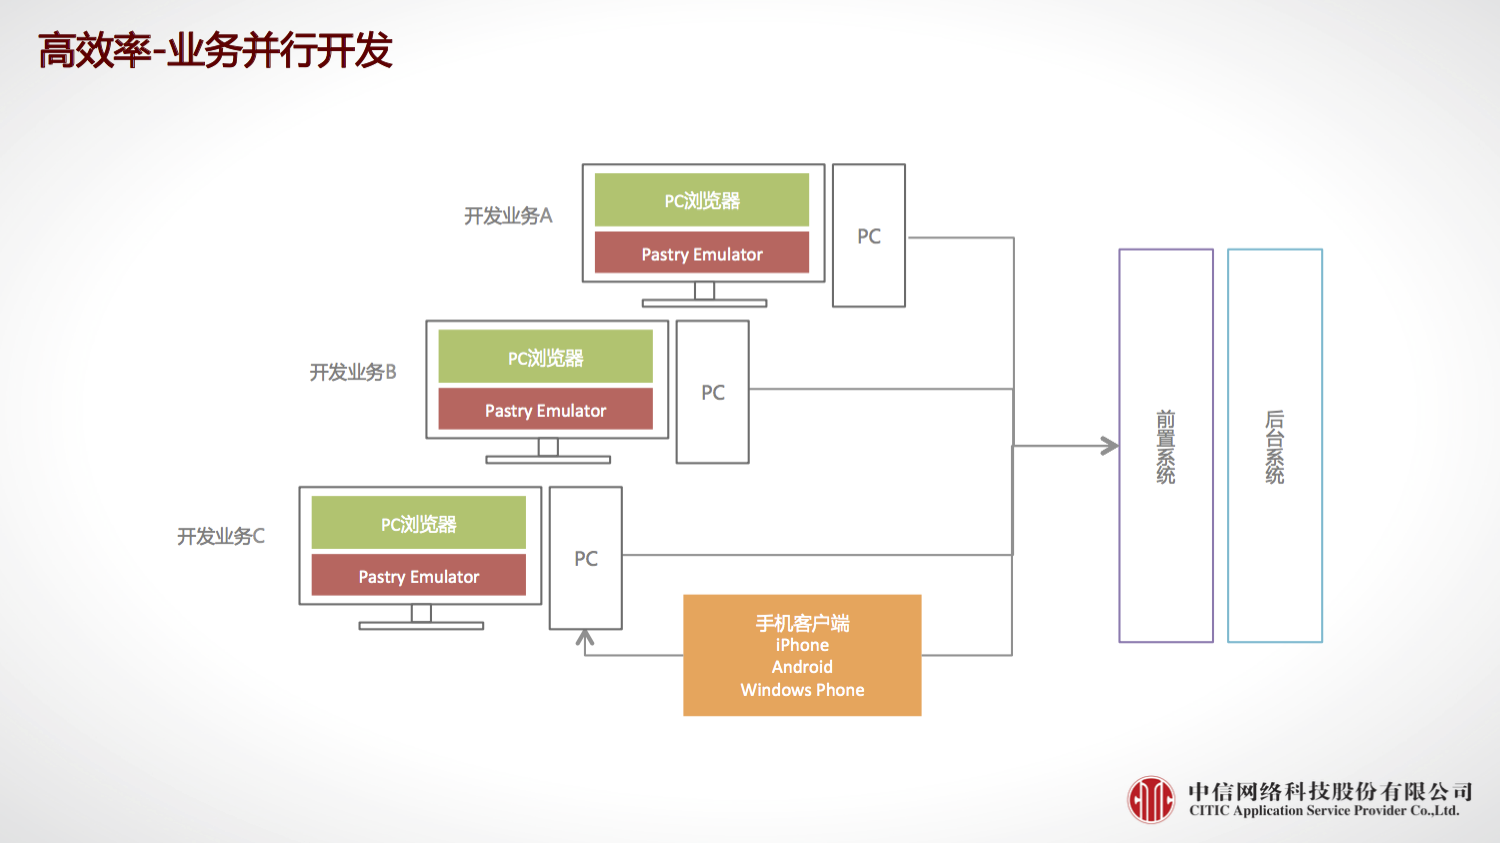 高效率-业务并行开发
开发业务A
PC浏览器
Pastry Emulator
PC
开发业务B
PC浏览器
Pastry Emulator
PC
开发业务C
PC浏览器
Pastry Emulator
PC
手机客户端
iPhone
Android
Windows Phone
前置系统
后台系统
CITIC
中信网络科技股份有限公司
CITIC Application Service Provider Co.,Ltd.